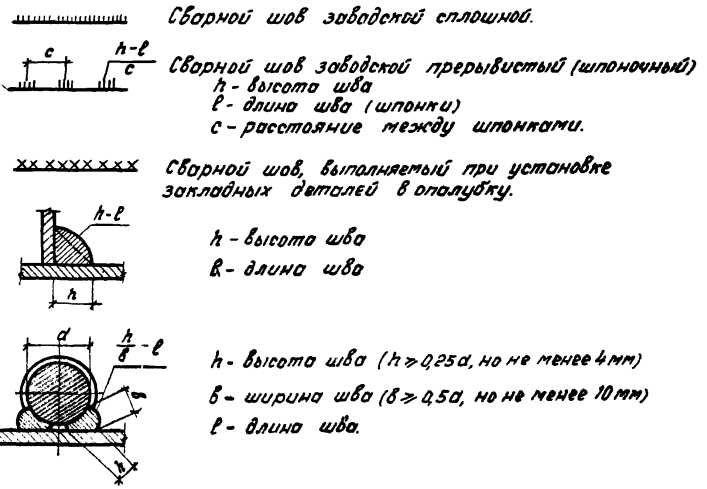 Сварной шов заводской сплошной.
c
h-l
c
Сварной шов заводской прерывистый (шпоночный)
h - высота шва
l - длина шва (шпонки)
c - расстояние между шпонками.
Сварной шов, выполняемый при установке
закладных деталей в опалубку.
h-l
h
h - высота шва
l - длина шва
d
h
в
- l
в
h
h - высота шва (h ≥ 0,25d, но не менее 4мм)
в - ширина шва (в ≥ 0,5d, но не менее 10мм)
l - длина шва.